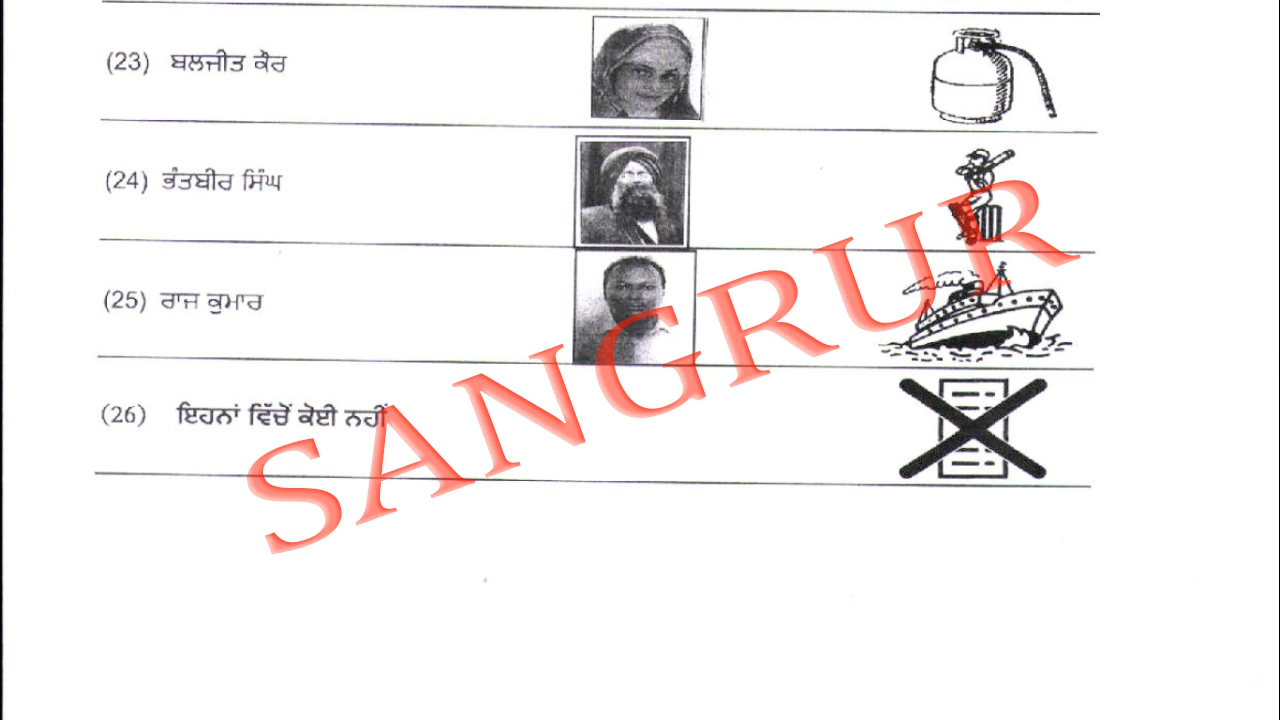 (23) ਬਲਜੀਤ ਕੌਰ
(24) ਭੰਤਬੀਰ ਸਿੰਘ
(25) ਰਾਜ ਕੁਮਾਰ
(26) ਇਹਨਾਂ ਵਿੱਚੋਂ ਕੋਈ ਨਹੀਂ
SANGRUR